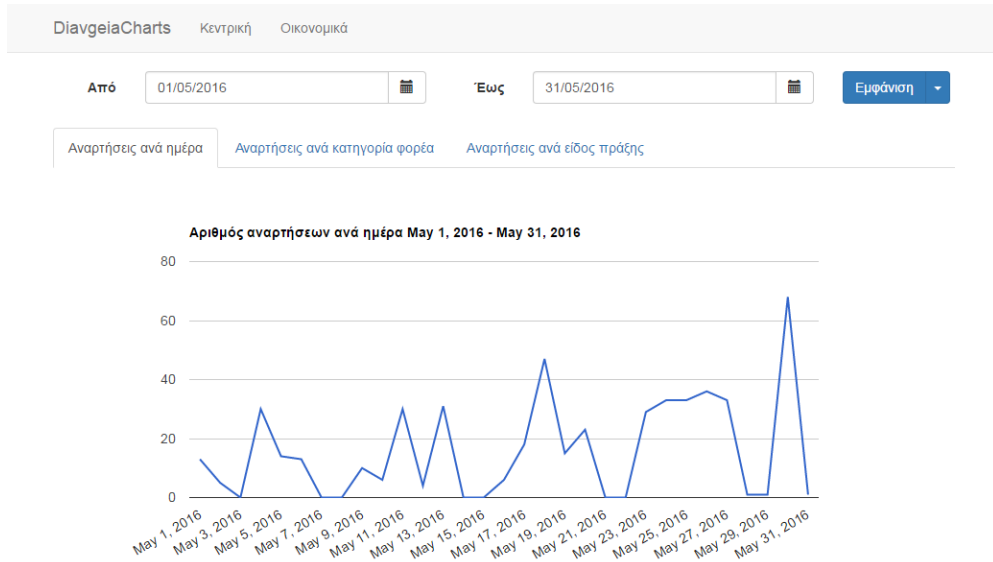 DiavgeiaCharts Κεντρική Οικονομικά
Από 01/05/2016 Έως 31/05/2016 Εμφάνιση
Αναρτήσεις ανά ημέρα Αναρτήσεις ανά κατηγορία φορέα Αναρτήσεις ανά είδος πράξης
Αριθμός αναρτήσεων ανά ημέρα May 1, 2016 - May 31, 2016
80
60
40
20
0
May 1, 2016 May 3, 2016 May 5, 2016 May 7, 2016 May 9, 2016 May 11, 2016 May 13, 2016 May 15, 2016 May 17, 2016 May 19, 2016 May 21, 2016 May 23, 2016 May 25, 2016 May 27, 2016 May 29, 2016 May 31, 2016